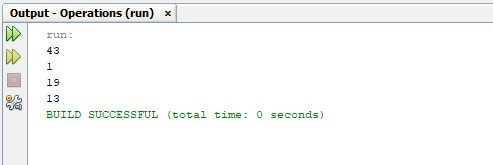 Output - Operations (run) ×
run:
43
1
19
13
BUILD SUCCESSFUL (total time: 0 seconds)